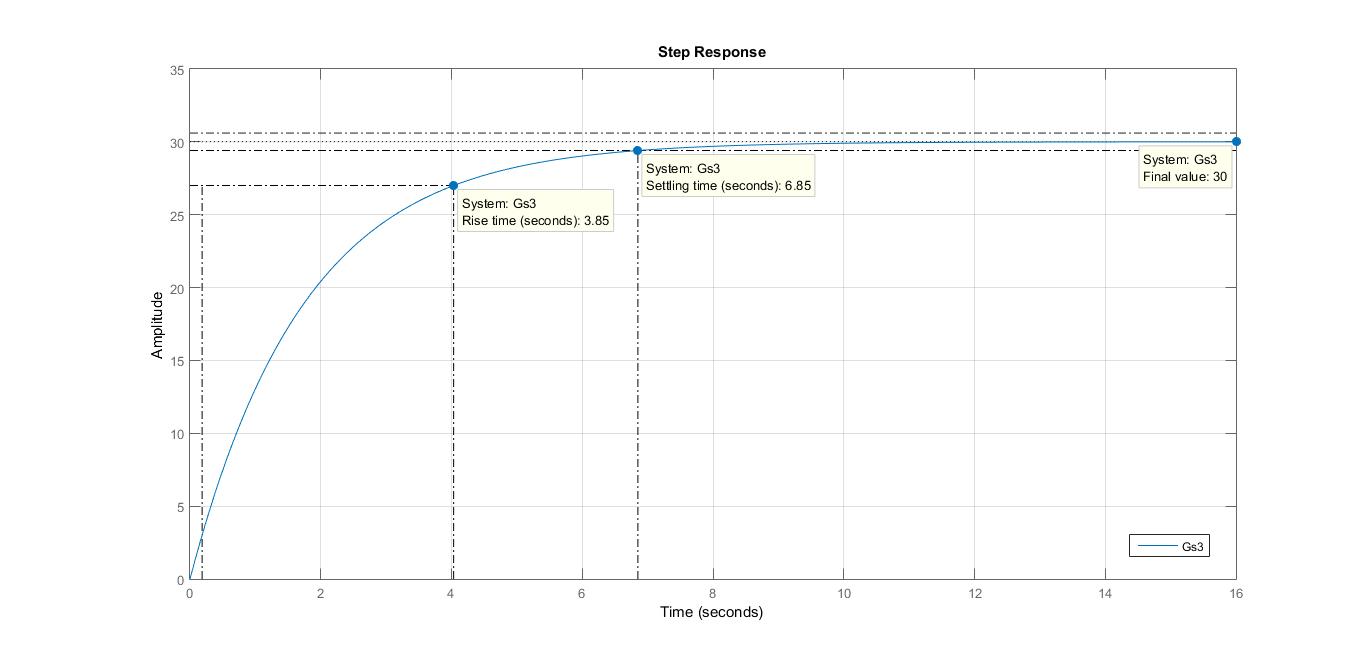 Step Response
35
30
25
20
15
10
5
0
Amplitude
System: Gs3
Rise time (seconds): 3.85
System: Gs3
Settling time (seconds): 6.85
System: Gs3
Final value: 30
Gs3
0 2 4 6 8 10 12 14 16
Time (seconds)